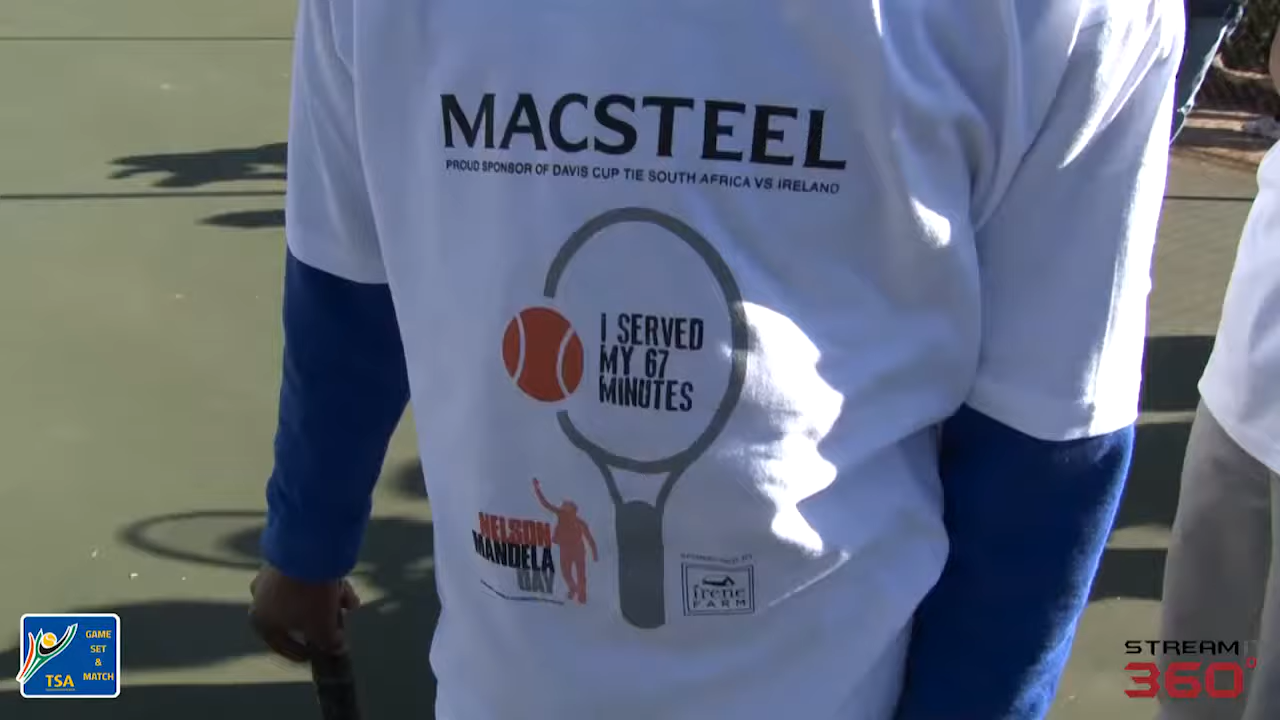 MACSTEEL
PROUD SPONSOR OF DAVIS CUP TIE SOUTH AFRICA VS IRELAND
I SERVED
MY 67
MINUTES
NELSON
MANDELA
DAY
irene
FARM
GAME
SET
&
MATCH
TSA
STREAMIT
360°